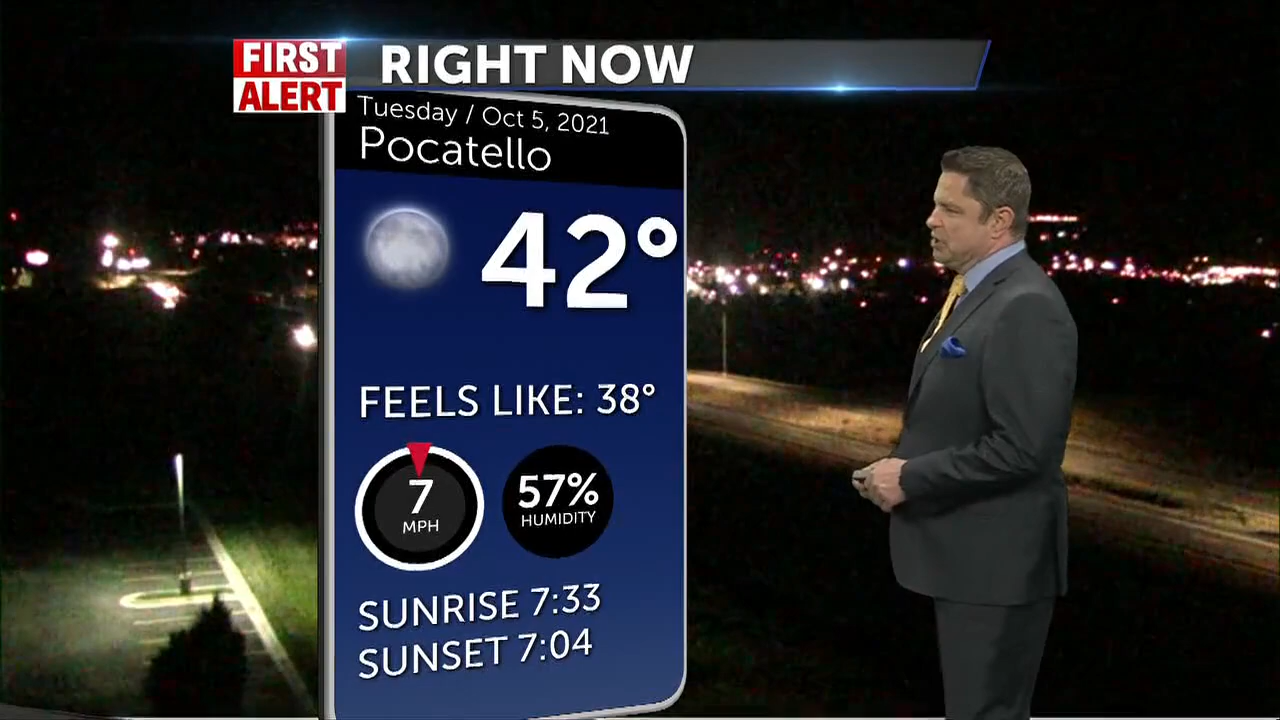 FIRST
ALERT
RIGHT NOW
Tuesday / Oct 5, 2021
Pocatello
42°
FEELS LIKE: 38°
7
MPH
57%
HUMIDITY
SUNRISE 7:33
SUNSET 7:04